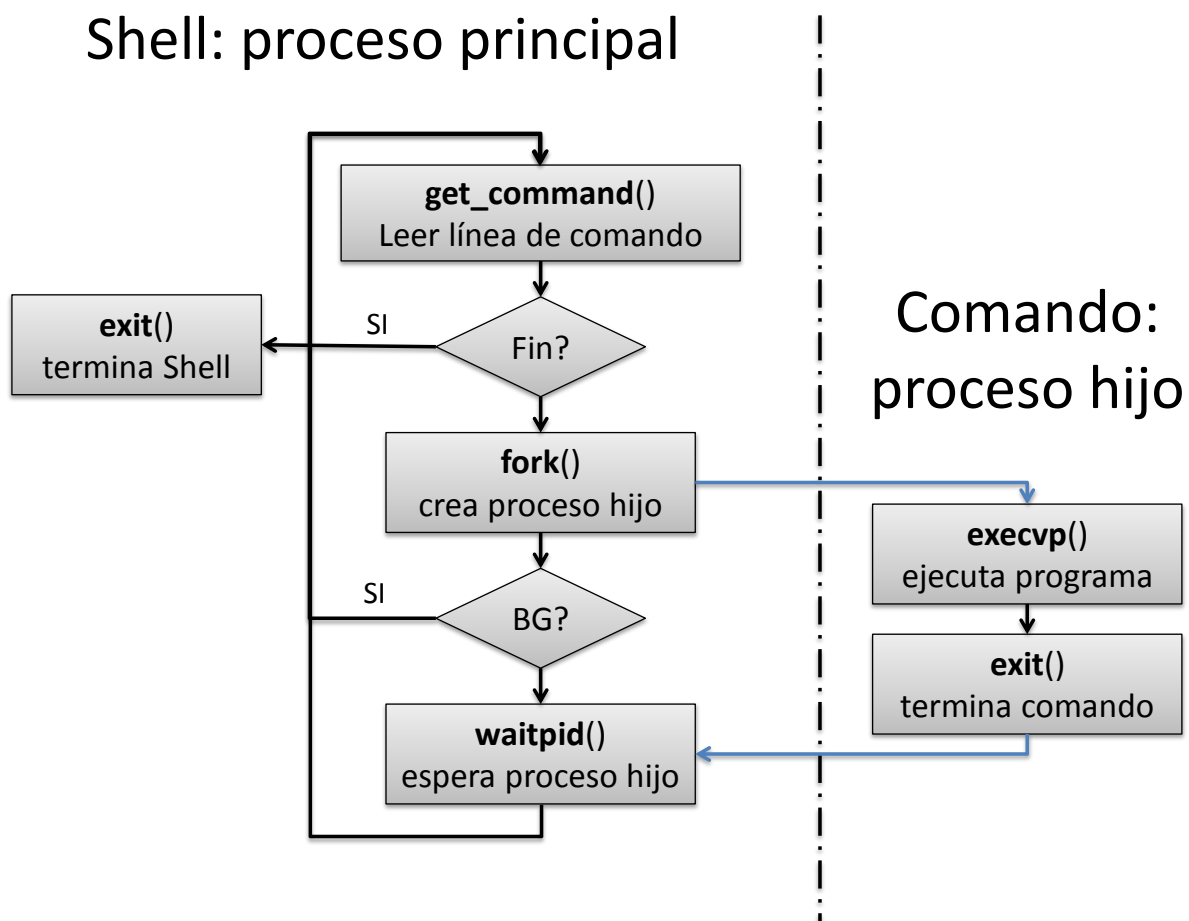 Shell: proceso principal
get_command()
Leer línea de comando
exit()
termina Shell
SI
Fin?
Comando:
proceso hijo
fork()
crea proceso hijo
execvp()
ejecuta programa
SI
BG?
exit()
termina comando
waitpid()
espera proceso hijo